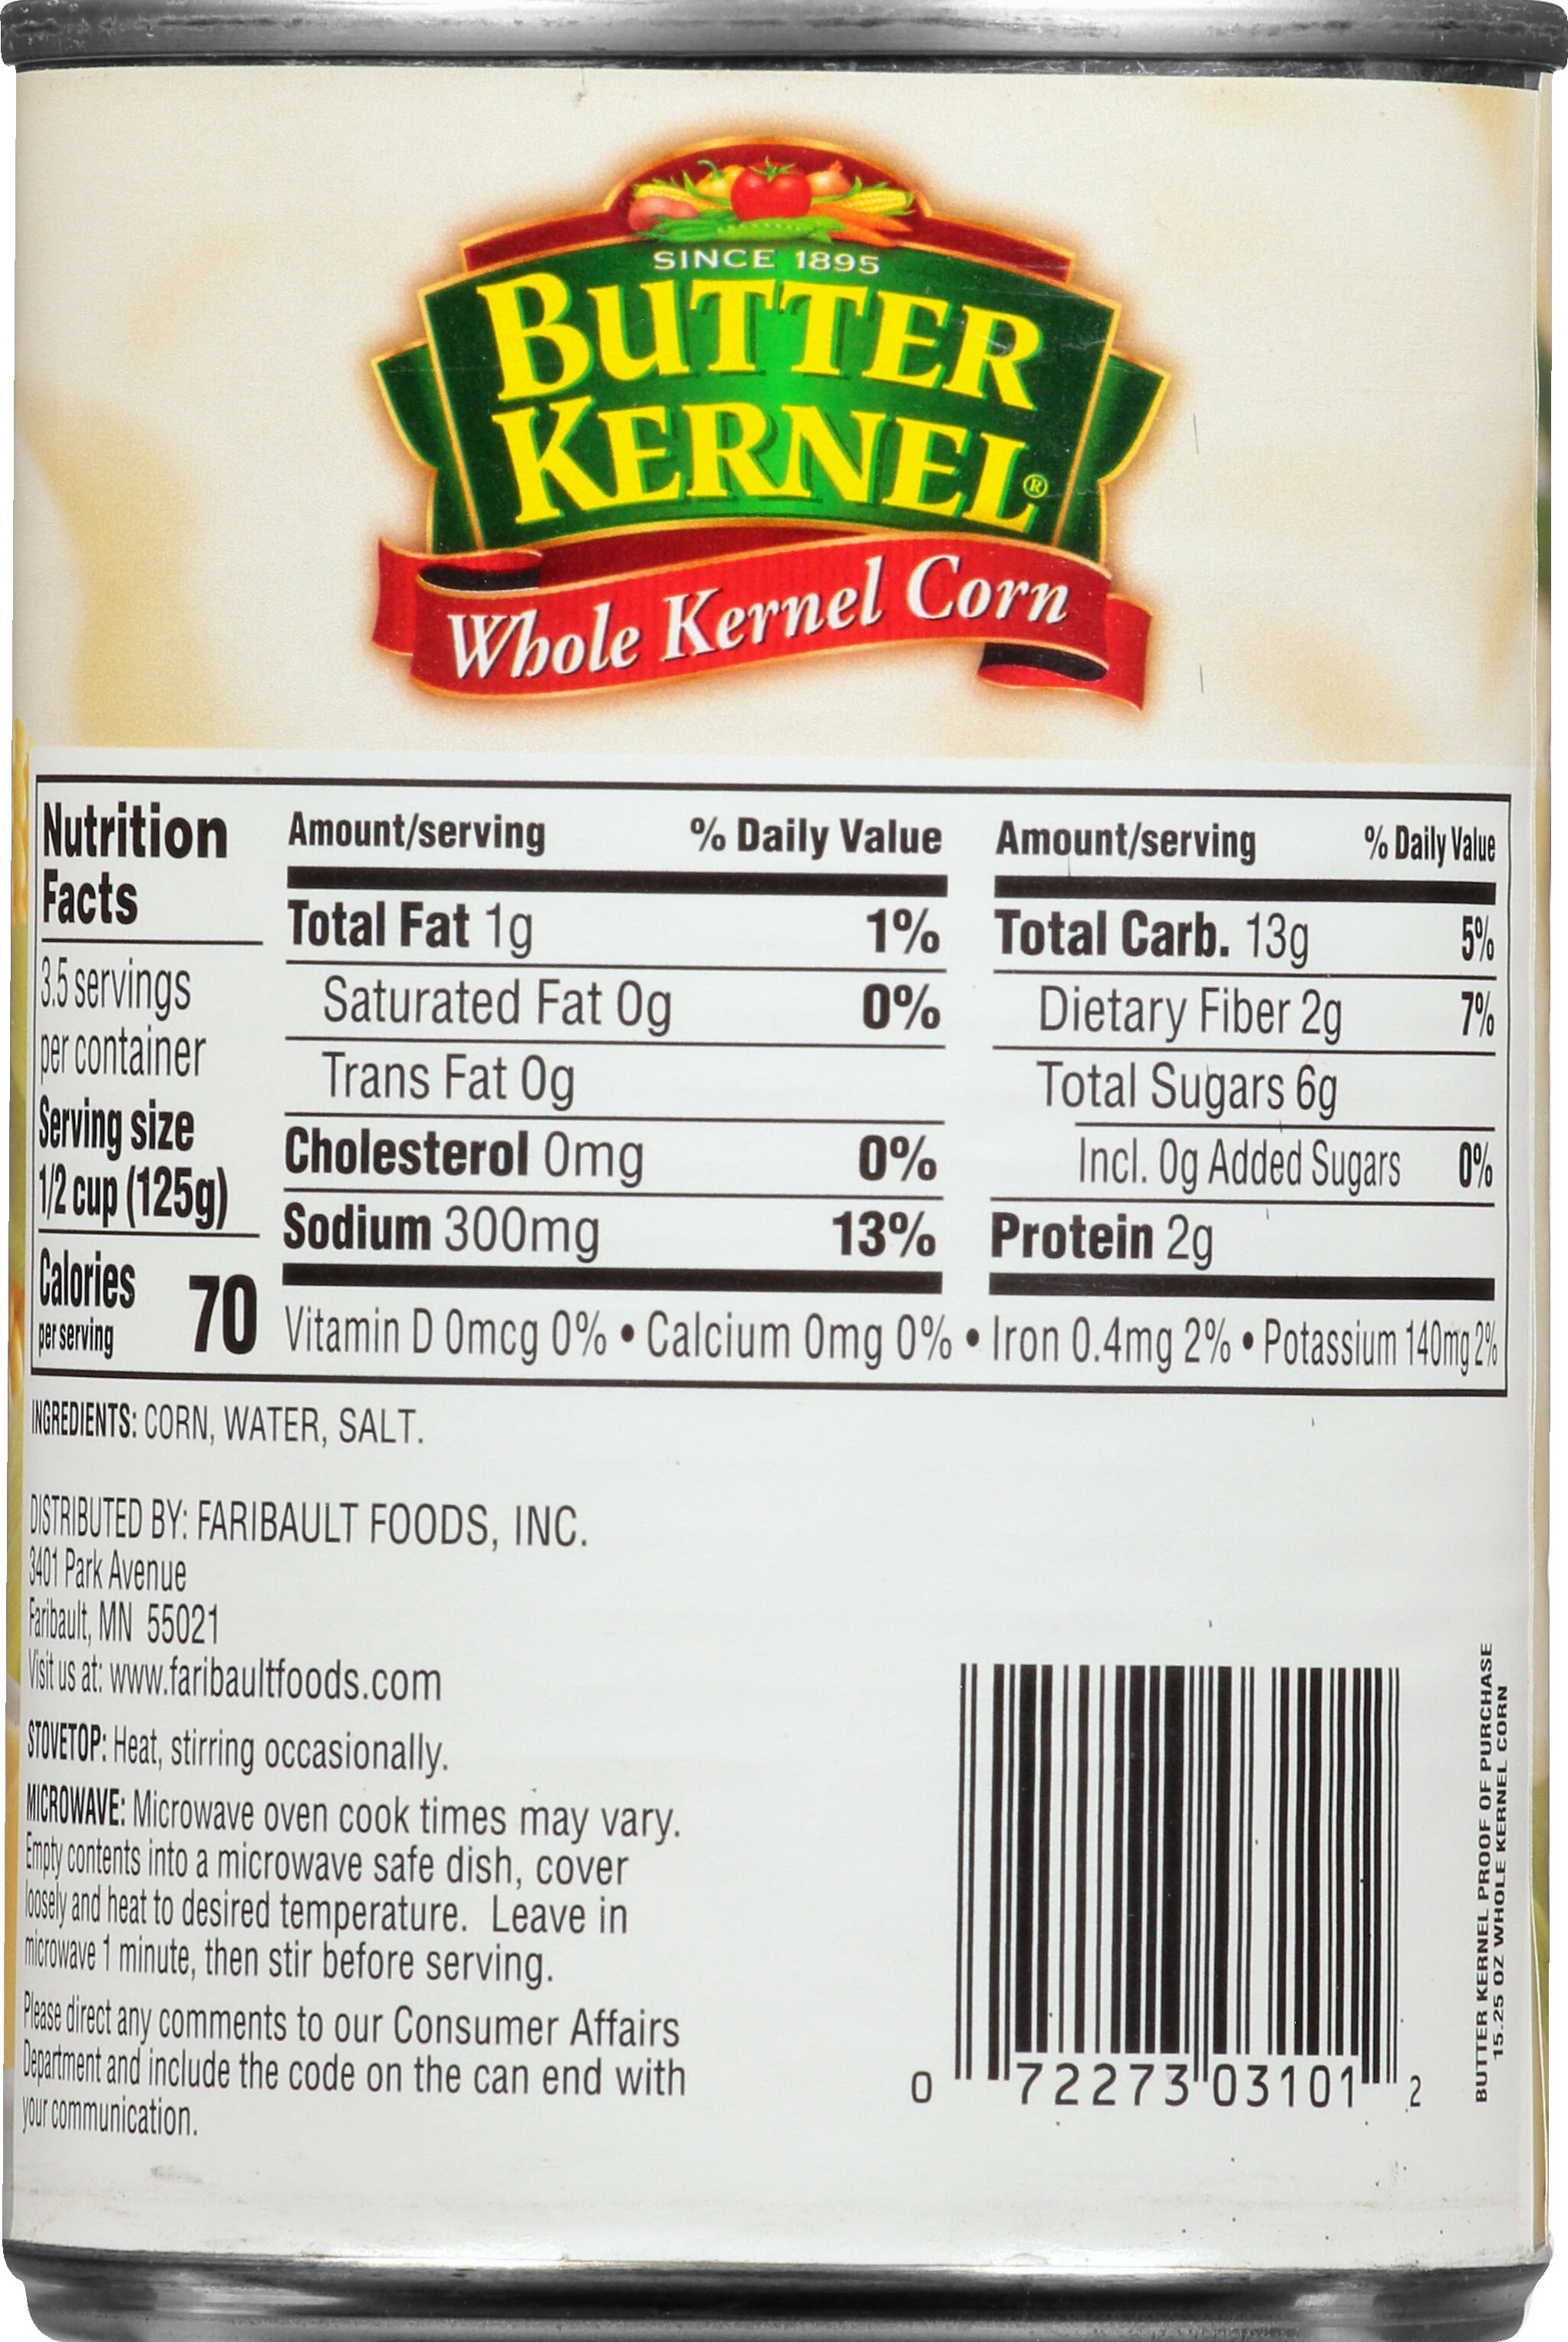 SINCE 1895
BUTTER
KERNEL®
Whole Kernel Corn
Nutrition
Facts
3.5 servings
per container
Serving size
1/2 cup (125g)
Calories
per serving 70
Amount/serving % Daily Value
Total Fat 1g 1%
Saturated Fat 0g 0%
Trans Fat 0g
Cholesterol 0mg 0%
Sodium 300mg 13%
Amount/serving % Daily Value
Total Carb. 13g 5%
Dietary Fiber 2g 7%
Total Sugars 6g
Incl. 0g Added Sugars 0%
Protein 2g
Vitamin D 0mcg 0% • Calcium 0mg 0% • Iron 0.4mg 2% • Potassium 140mg 2%
INGREDIENTS: CORN, WATER, SALT.
DISTRIBUTED BY: FARIBAULT FOODS, INC.
3401 Park Avenue
Faribault, MN 55021
Visit us at: www.faribaultfoods.com
STOVETOP: Heat, stirring occasionally.
MICROWAVE: Microwave oven cook times may vary.
Empty contents into a microwave safe dish, cover
loosely and heat to desired temperature. Leave in
microwave 1 minute, then stir before serving.
Please direct any comments to our Consumer Affairs
Department and include the code on the can end with
your communication.
0 72273 03101 2
BUTTER KERNEL PROOF OF PURCHASE
15.25 OZ WHOLE KERNEL CORN